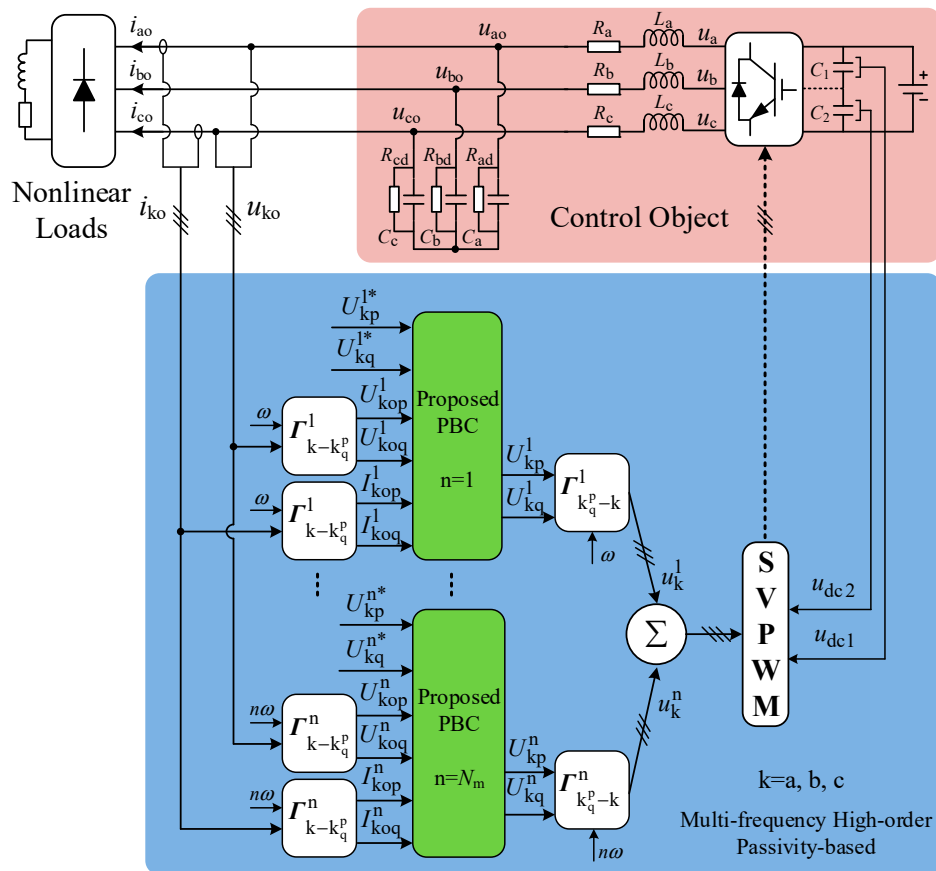 i_ao
i_bo
i_co
Nonlinear
Loads
i_ko
u_ko
u_ao
u_bo
u_co
R_a
R_b
R_c
L_a
L_b
L_c
u_a
u_b
u_c
C_1
C_2
+
−
R_cd
R_bd
R_ad
C_c
C_b
C_a
Control Object
U_kp^1*
U_kq^1*
U_kop^1
U_koq^1
I_kop^1
I_koq^1
ω
Γ^1_k−k_q^p
ω
Γ^1_k−k_q^p
Proposed
PBC
n=1
U_kp^1
U_kq^1
Γ^1_k_q^p−k
ω
u_k^1
U_kp^n*
U_kq^n*
U_kop^n
U_koq^n
I_kop^n
I_koq^n
nω
Γ^n_k−k_q^p
nω
Γ^n_k−k_q^p
Proposed
PBC
n=N_m
U_kp^n
U_kq^n
Γ^n_k_q^p−k
nω
u_k^n
Σ
S
V
P
W
M
u_dc2
u_dc1
k=a, b, c
Multi-frequency High-order
Passivity-based